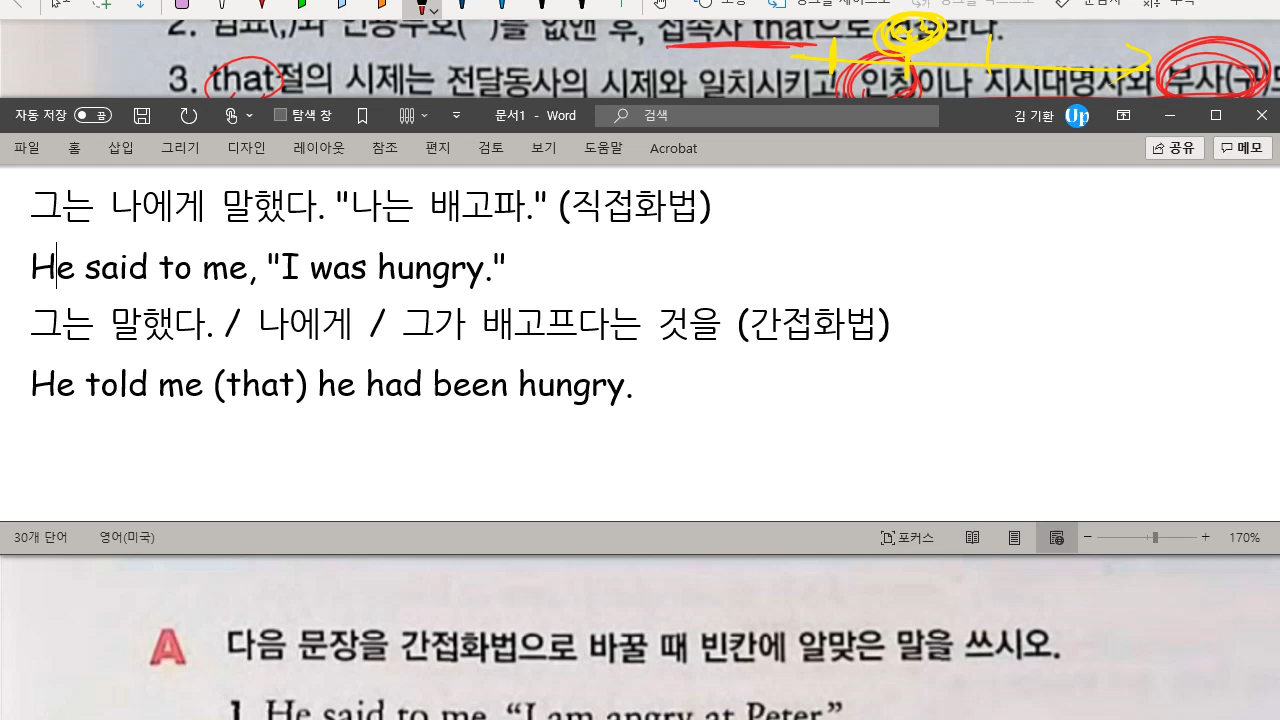 2. 쉼표(,)와 인용부호(" ")를 없앤 후, 접속사 that으로 한다.
3. that절의 시제는 전달동사의 시제와 일치시키고, 인칭이나 지시대명사와 부사(구)도
자동 저장 끔 탐색 창 문서1 - Word 검색 김 기환 Up
파일 홈 삽입 그리기 디자인 레이아웃 참조 편지 검토 보기 도움말 Acrobat 공유 메모
그는 나에게 말했다. "나는 배고파." (직접화법)
He said to me, "I was hungry."
그는 말했다. / 나에게 / 그가 배고프다는 것을 (간접화법)
He told me (that) he had been hungry.
30개 단어 영어(미국) 포커스 170%
A 다음 문장을 간접화법으로 바꿀 때 빈칸에 알맞은 말을 쓰시오.
1. He said to me, “I am angry at Peter.”